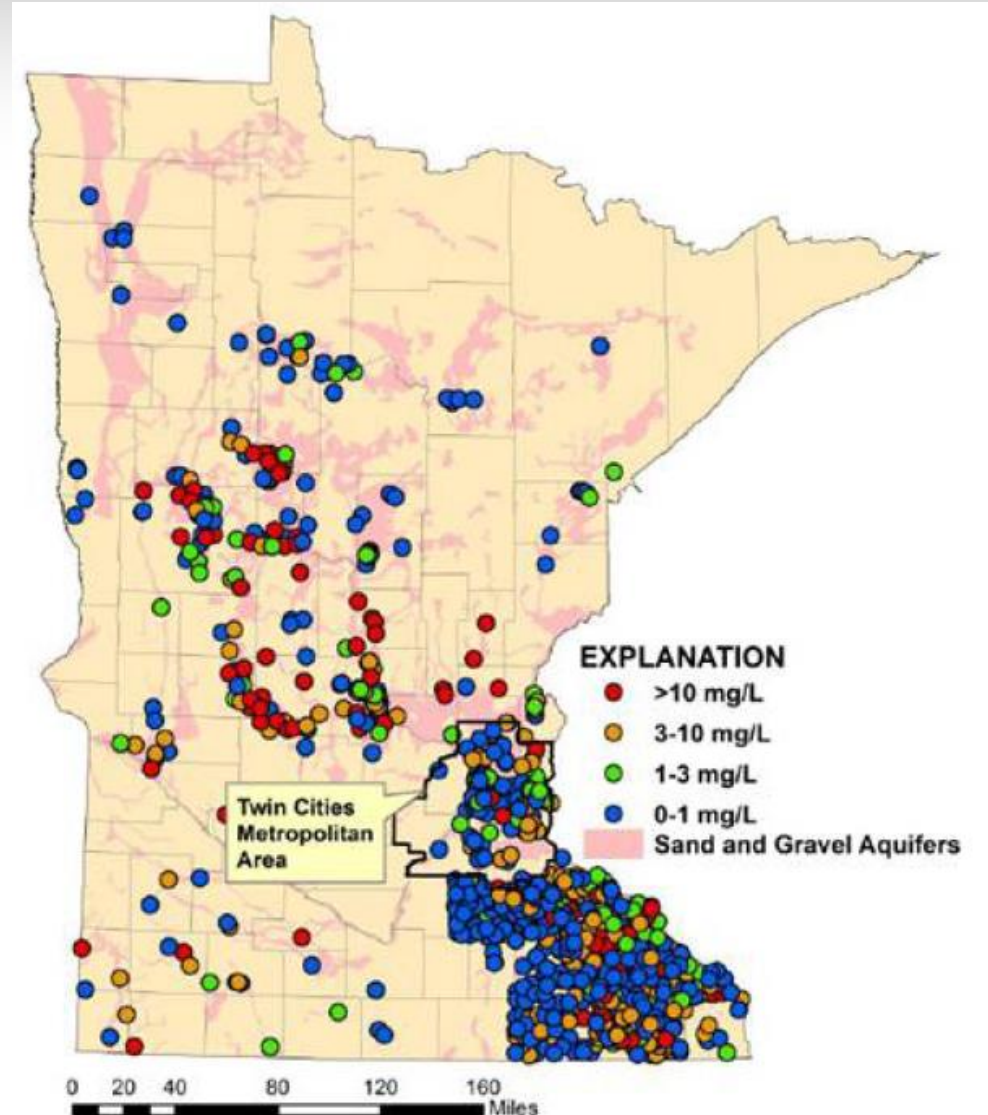 EXPLANATION
>10 mg/L
3-10 mg/L
1-3 mg/L
0-1 mg/L
Sand and Gravel Aquifers
Twin Cities
Metropolitan
Area
0 20 40 80 120 160
Miles